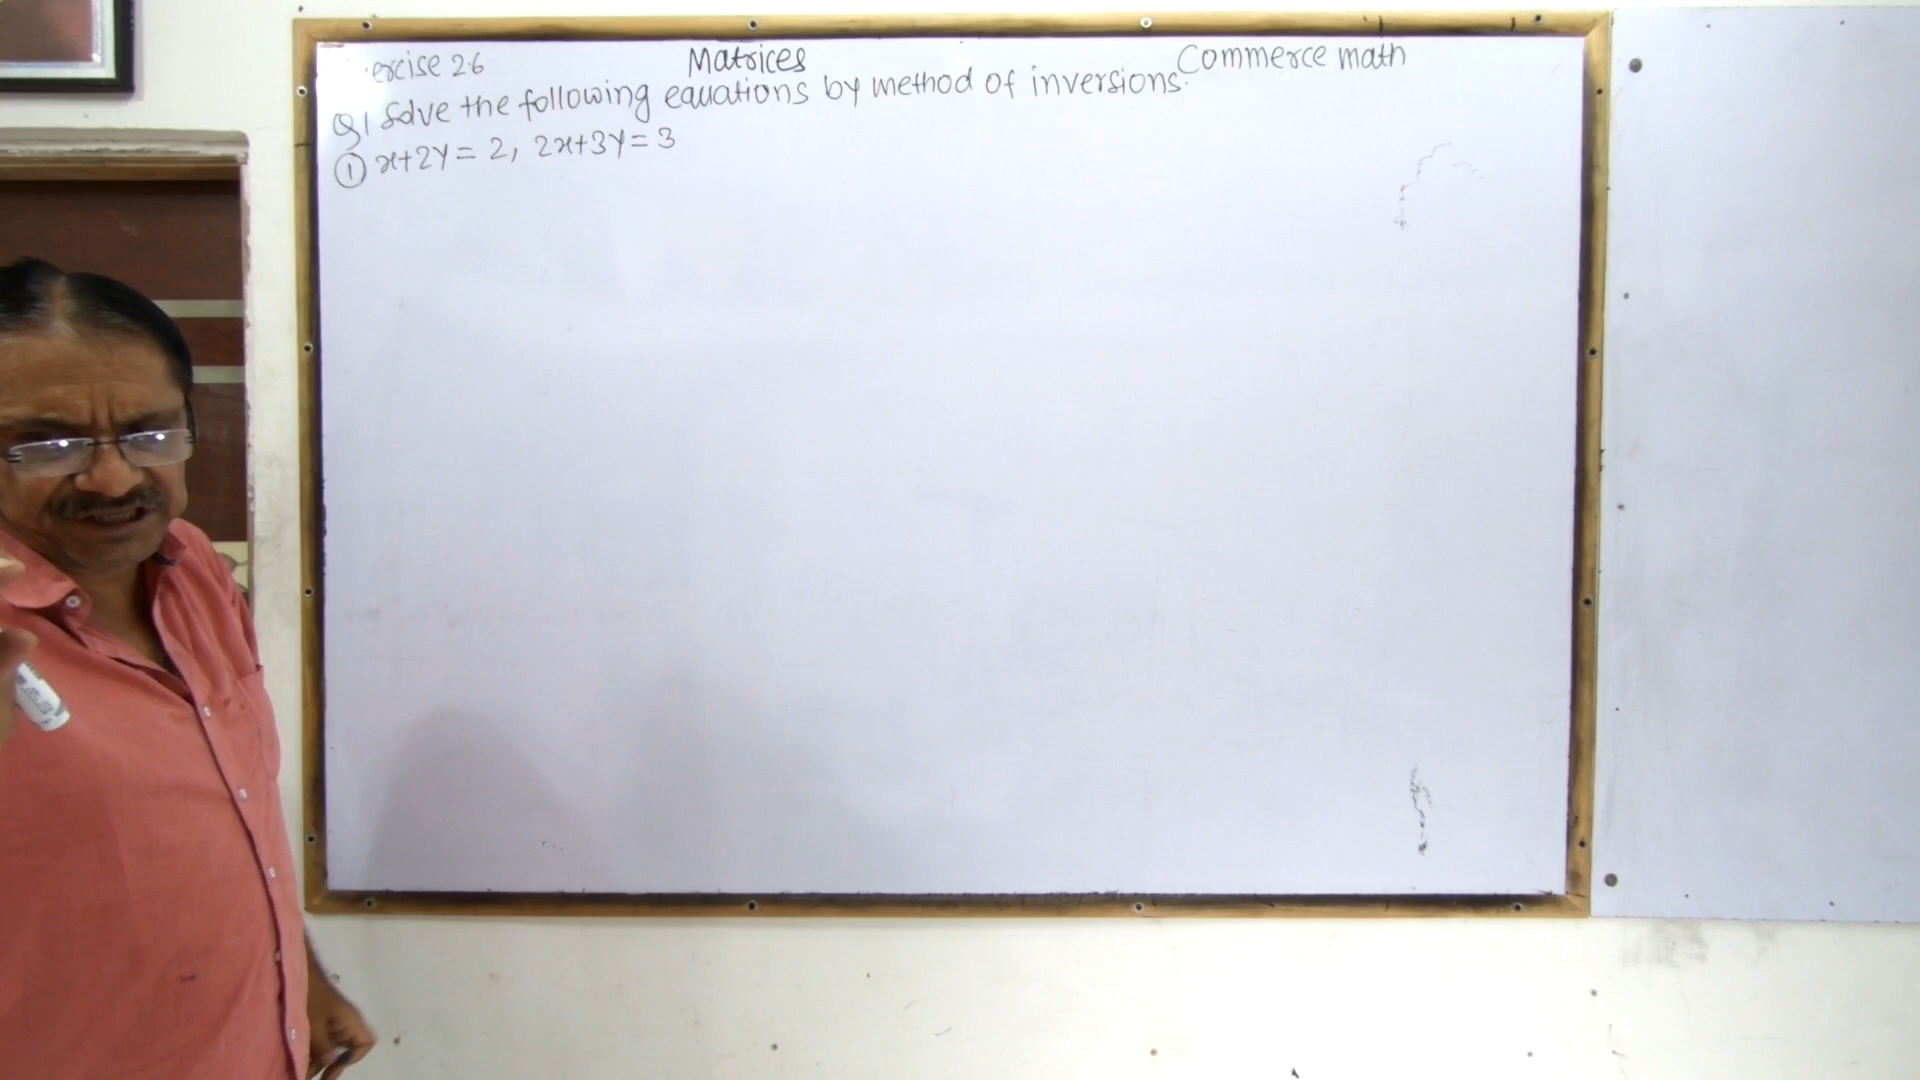 ercise 2.6 Matrices Commerce math
Q1 Solve the following equations by method of inversions.
① x+2y = 2, 2x+3y = 3